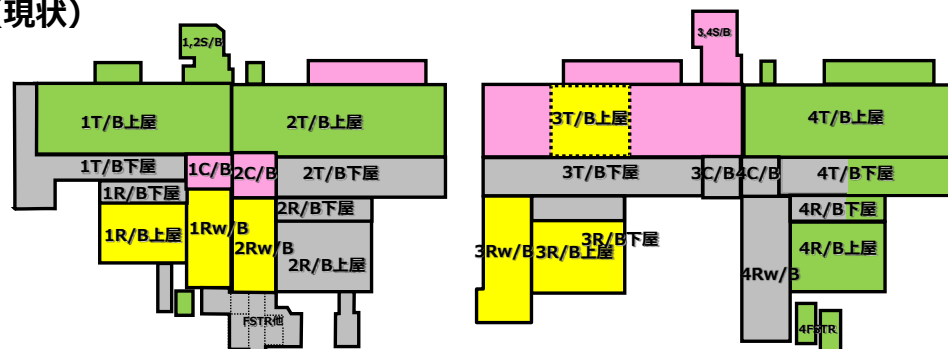 (現状)
1,2S/B
3,4S/B
1T/B上屋
2T/B上屋
3T/B上屋
4T/B上屋
1T/B下屋
1C/B
2C/B
2T/B下屋
3T/B下屋
3C/B
4C/B
4T/B下屋
1R/B下屋
2R/B下屋
4R/B下屋
1R/B上屋
1Rw/B
2Rw/B
2R/B上屋
3Rw/B
3R/B上屋
3R/B下屋
4Rw/B
4R/B上屋
FSTR他
4FSTR